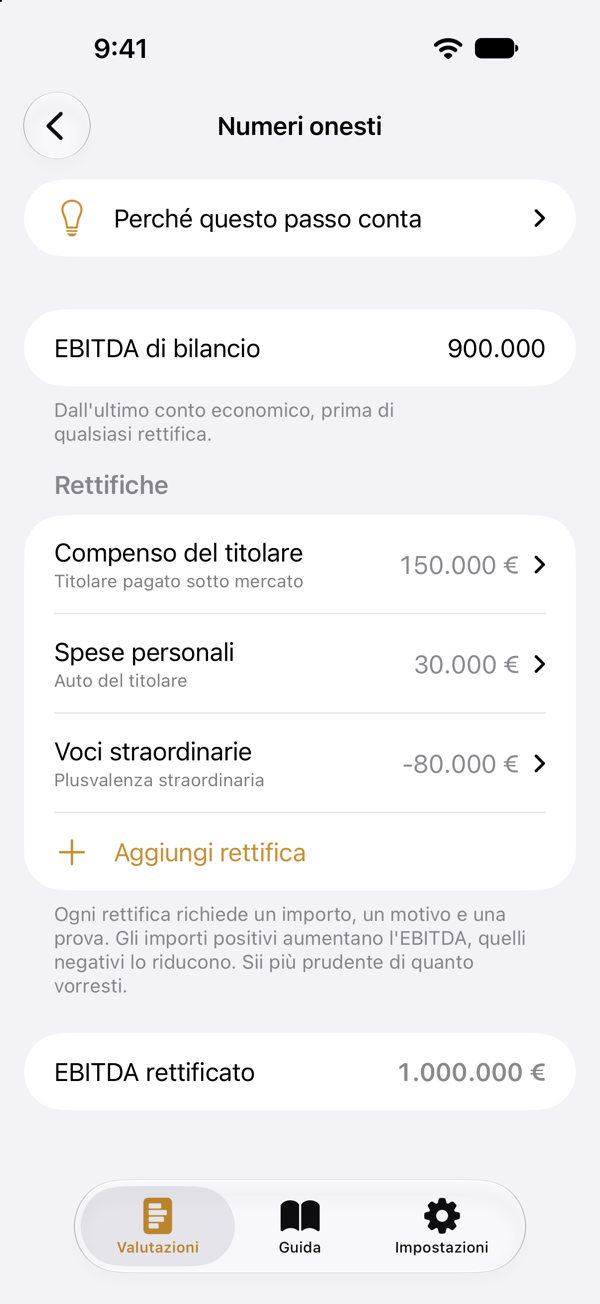 9:41
Numeri onesti
Perché questo passo conta
EBITDA di bilancio 900.000
Dall'ultimo conto economico, prima di
qualsiasi rettifica.
Rettifiche
Compenso del titolare 150.000 €
Titolare pagato sotto mercato
Spese personali 30.000 €
Auto del titolare
Voci straordinarie -80.000 €
Plusvalenza straordinaria
Aggiungi rettifica
Ogni rettifica richiede un importo, un motivo e una
prova. Gli importi positivi aumentano l'EBITDA, quelli
negativi lo riducono. Sii più prudente di quanto
vorresti.
EBITDA rettificato 1.000.000 €
Valutazioni Guida Impostazioni